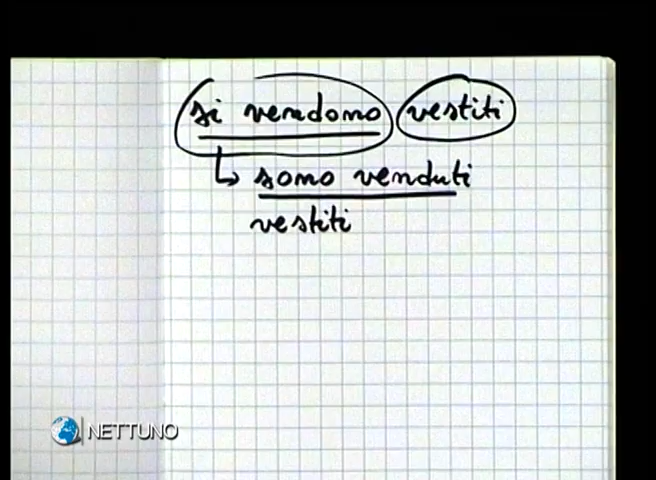 si vendono vestiti
↳ sono venduti
vestiti
NETTUNO